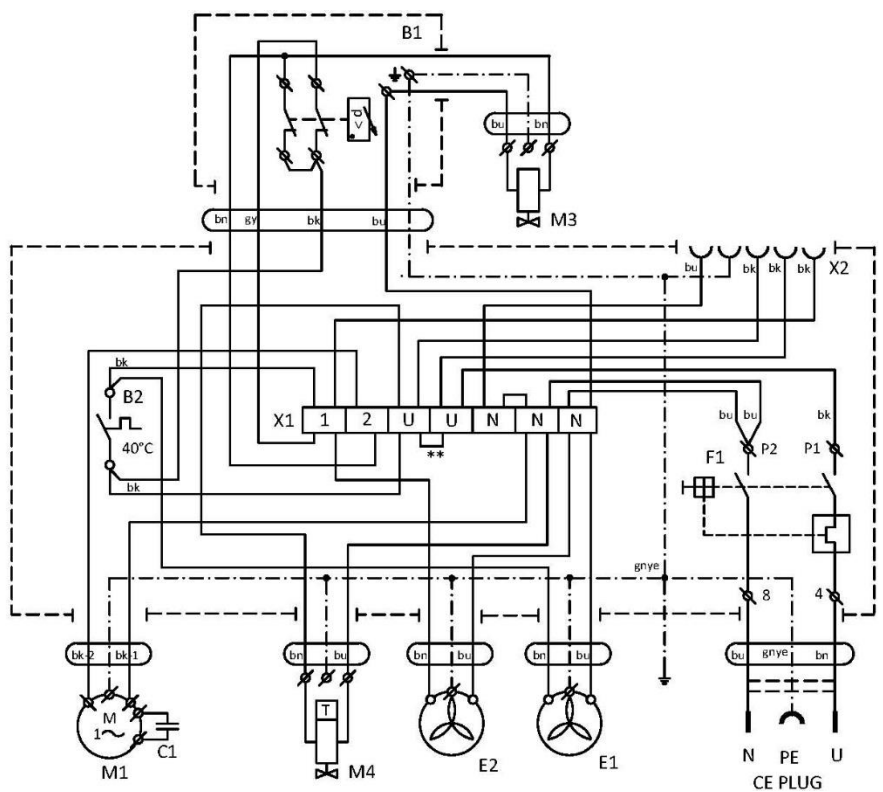 B1
<p
bu bn
M3
bn gy bk bu
bu bk bk bk
X2
bk
B2
40°C
bk
X1 1 2 U U N N N
**
bu bu bk
F1 P2 P1
gnye
8 4
bk-2 bk-1
bn bu
bn bu
bn bu
bu gnye bn
M
1~
C1
M1
T
M4
E2
E1
N PE U
CE PLUG